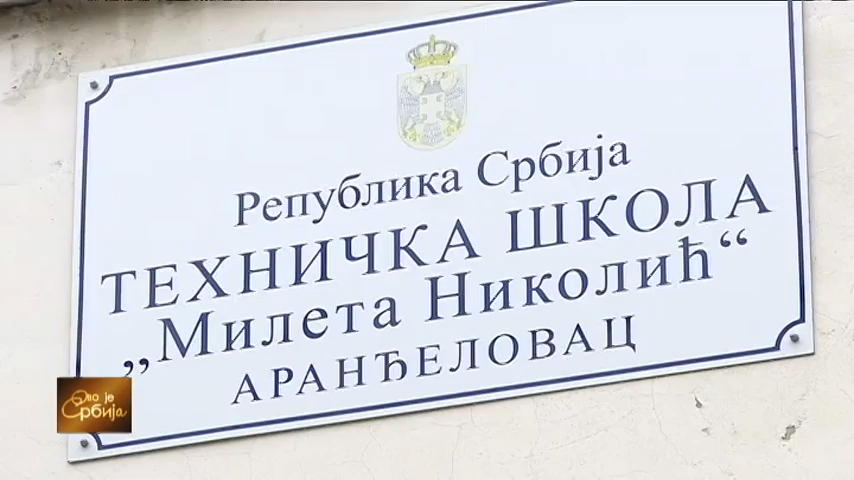 Република Србија
ТЕХНИЧКА ШКОЛА
„Милета Николић“
АРАНЂЕЛОВАЦ
Ово је
Србија